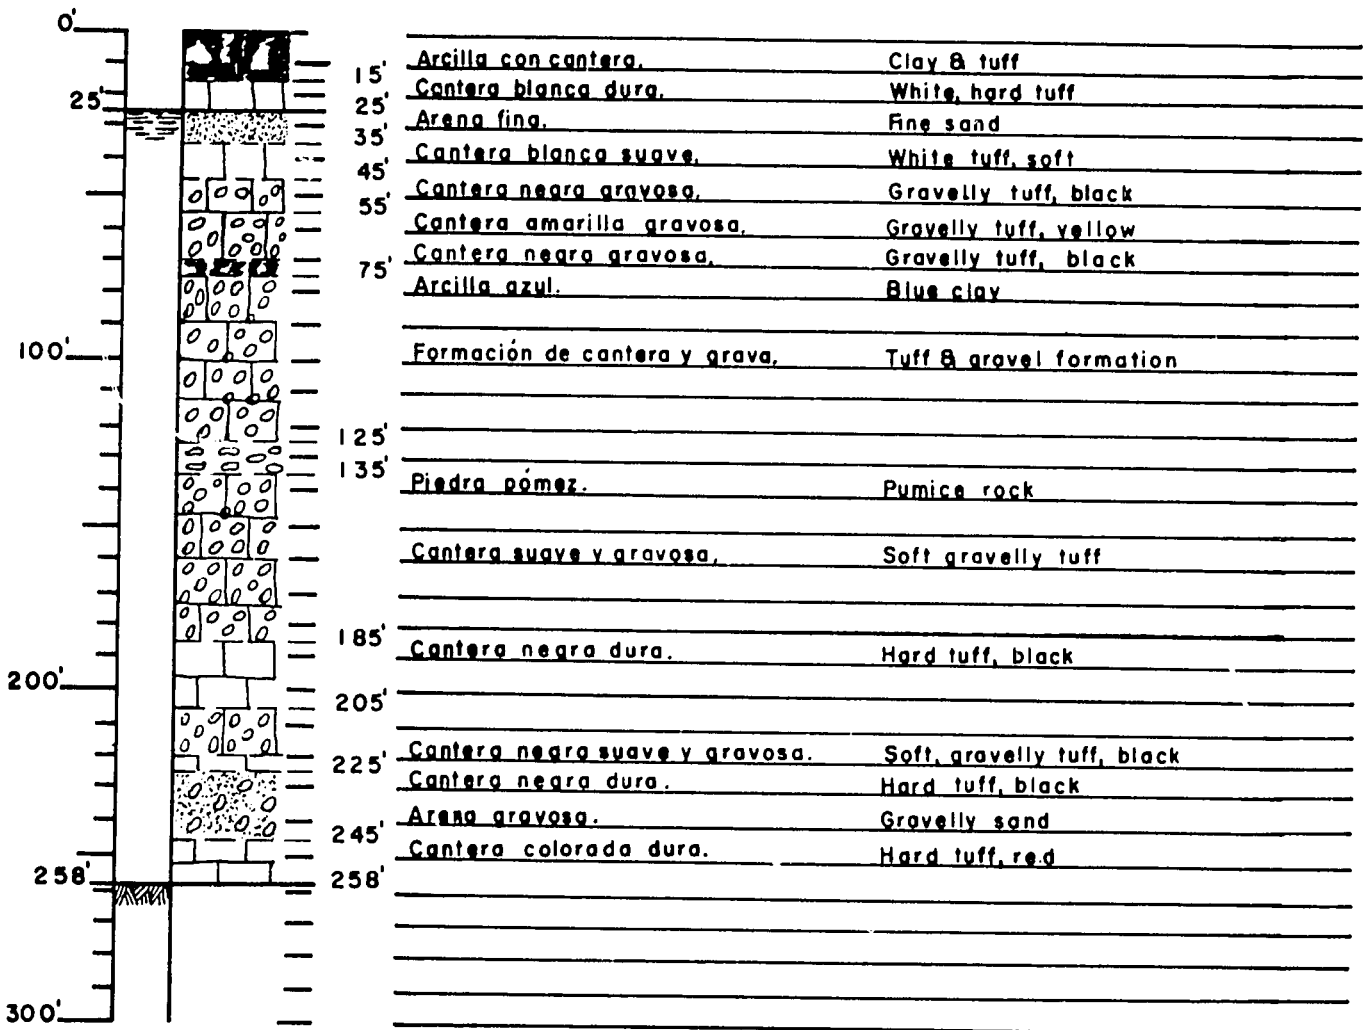 0'
15' Arcilla con cantera. Clay & tuff
25' 25' Cantera blanca dura. White, hard tuff
35' Arena fina. Fine sand
45' Cantera blanca suave. White tuff, soft
55' Cantera negra gravosa. Gravelly tuff, black
Cantera amarilla gravosa. Gravelly tuff, yellow
75' Cantera negra gravosa. Gravelly tuff, black
Arcilla azul. Blue clay
100' Formación de cantera y grava. Tuff & gravel formation
125'
135'
Piedra pómez. Pumice rock
Cantera suave y gravosa. Soft gravelly tuff
185'
Cantera negra dura. Hard tuff, black
200'
205'
Cantera negra suave y gravosa. Soft, gravelly tuff, black
225' Cantera negra dura. Hard tuff, black
Arena gravosa. Gravelly sand
245' Cantera colorada dura. Hard tuff, red
258' 258'
300'